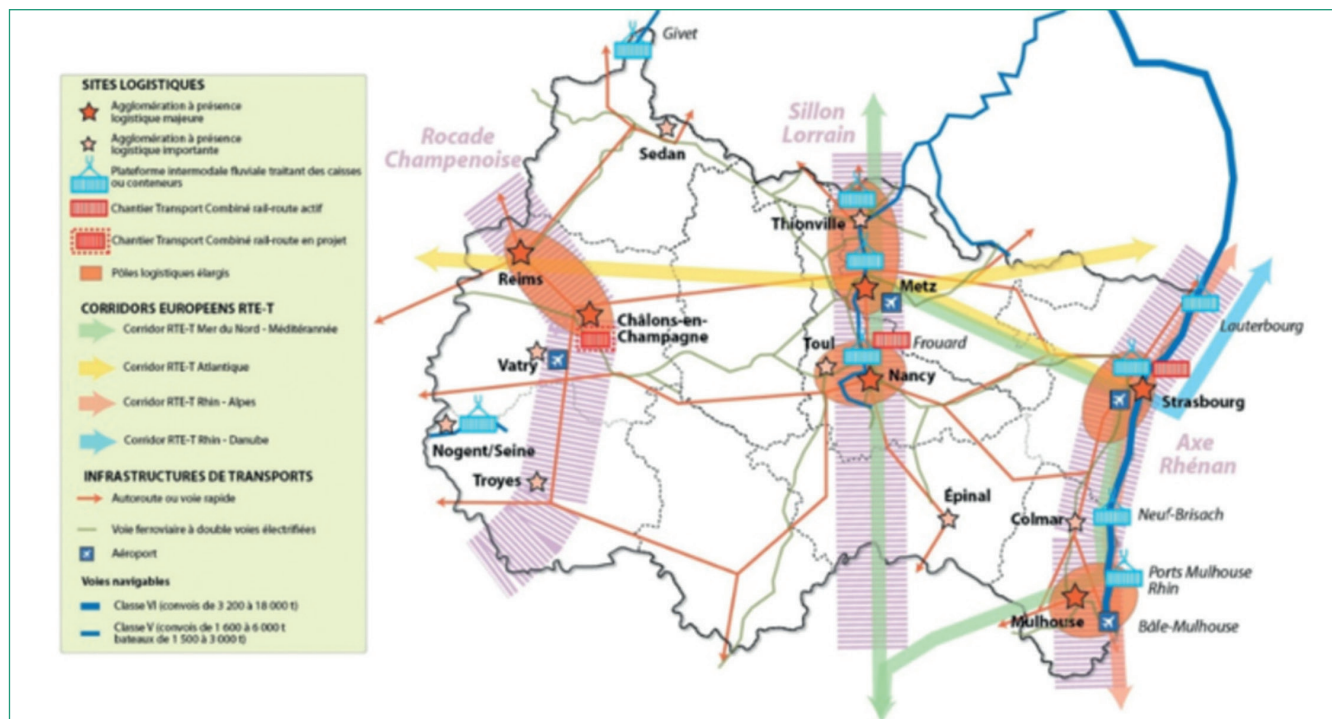 SITES LOGISTIQUES
Agglomération à présence
logistique majeure
Agglomération à présence
logistique importante
Plateforme intermodale fluviale traitant des caisses
ou conteneurs
Chantier Transport Combiné rail-route actif
Chantier Transport Combiné rail-route en projet
Pôles logistiques élargis
CORRIDORS EUROPEENS RTE-T
Corridor RTE-T Mer du Nord - Méditérannée
Corridor RTE-T Atlantique
Corridor RTE-T Rhin - Alpes
Corridor RTE-T Rhin - Danube
INFRASTRUCTURES DE TRANSPORTS
Autoroute ou voie rapide
Voie ferroviaire à double voies électrifiées
Aéroport
Voies navigables
Classe VI (convois de 3 200 à 18 000 t)
Classe V (convois de 1 600 à 6 000 t
bateaux de 1 500 à 3 000 t)
Givet
Sedan
Rocade
Champenoise
Sillon
Lorrain
Thionville
Reims
Metz
Châlons-en-
Champagne
Toul
Frouard
Lauterbourg
Vatry
Nancy
Strasbourg
Nogent/Seine
Axe
Rhénan
Troyes
Épinal
Colmar
Neuf-Brisach
Ports Mulhouse
Rhin
Mulhouse
Bâle-Mulhouse